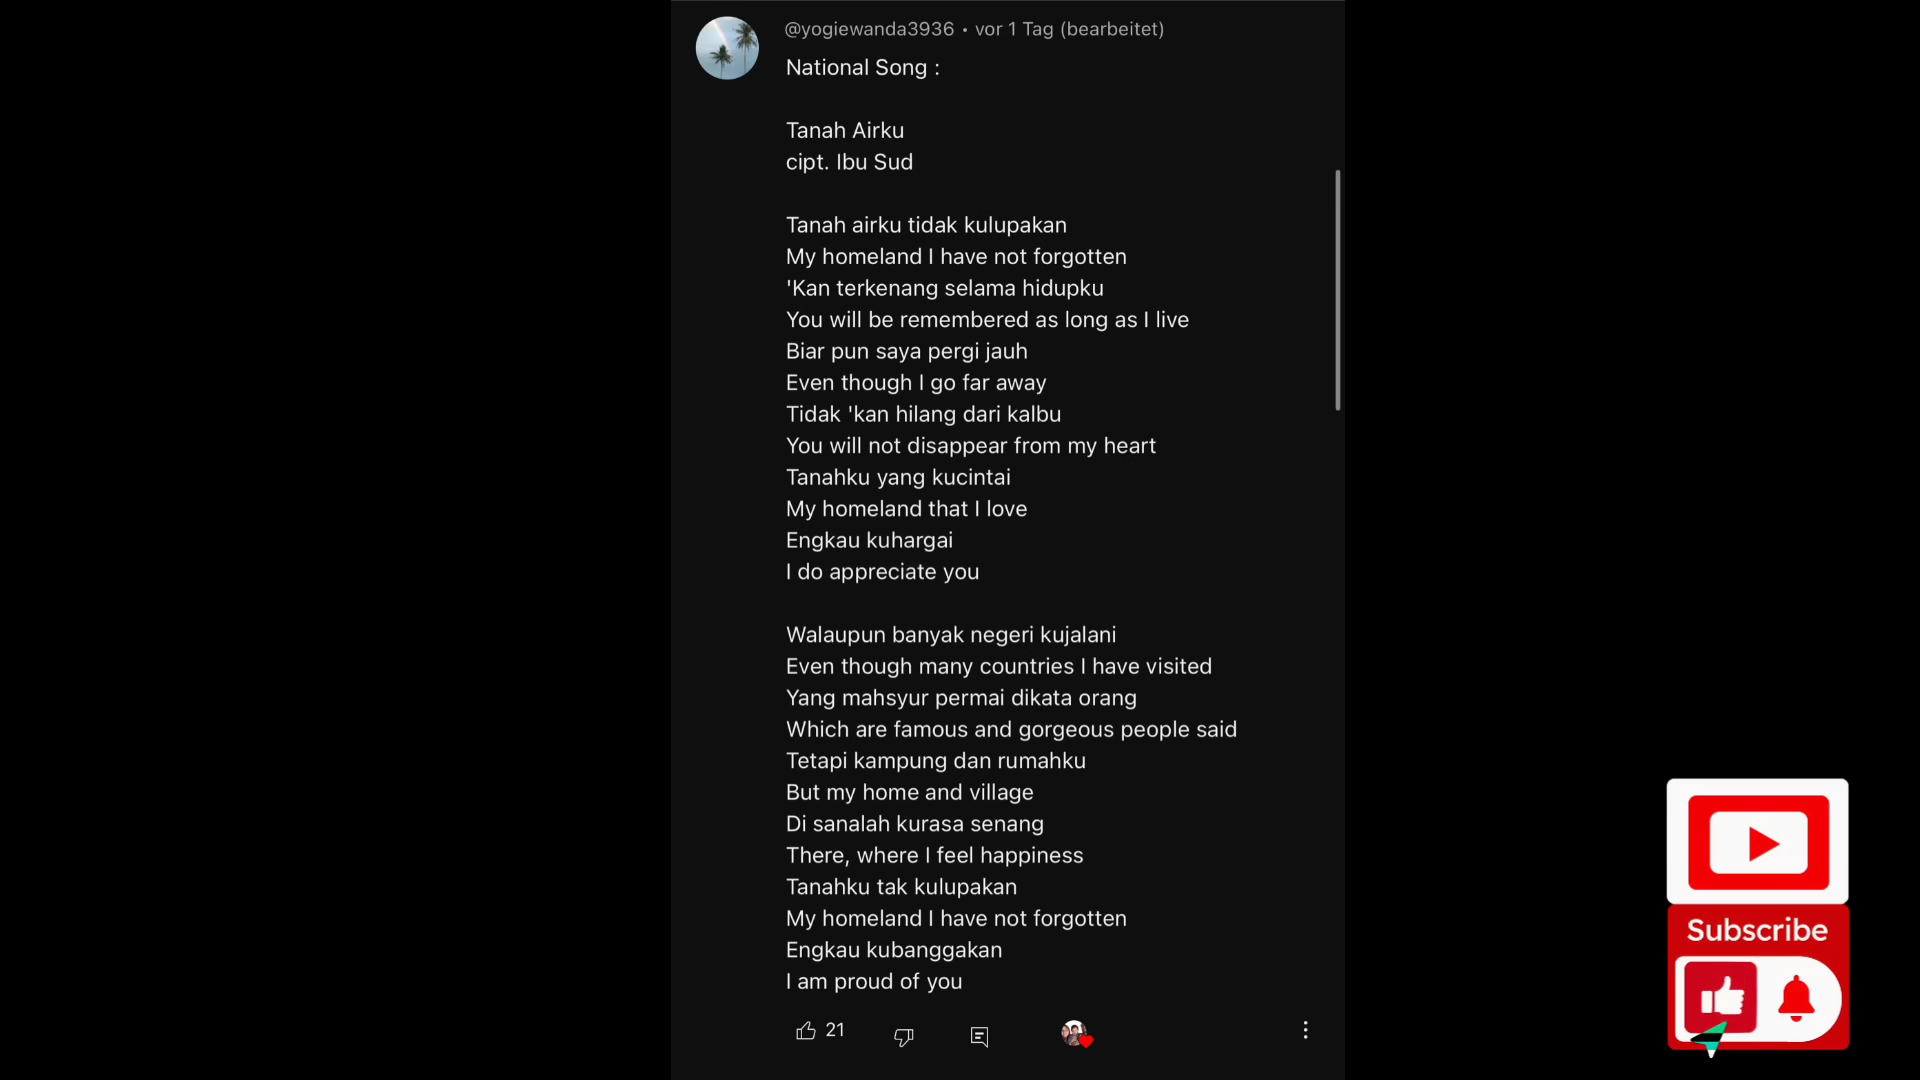 @yogiewanda3936 • vor 1 Tag (bearbeitet)
National Song :
Tanah Airku
cipt. Ibu Sud
Tanah airku tidak kulupakan
My homeland I have not forgotten
'Kan terkenang selama hidupku
You will be remembered as long as I live
Biar pun saya pergi jauh
Even though I go far away
Tidak 'kan hilang dari kalbu
You will not disappear from my heart
Tanahku yang kucintai
My homeland that I love
Engkau kuhargai
I do appreciate you
Walaupun banyak negeri kujalani
Even though many countries I have visited
Yang mahsyur permai dikata orang
Which are famous and gorgeous people said
Tetapi kampung dan rumahku
But my home and village
Di sanalah kurasa senang
There, where I feel happiness
Tanahku tak kulupakan
My homeland I have not forgotten
Engkau kubanggakan
I am proud of you
21
Subscribe